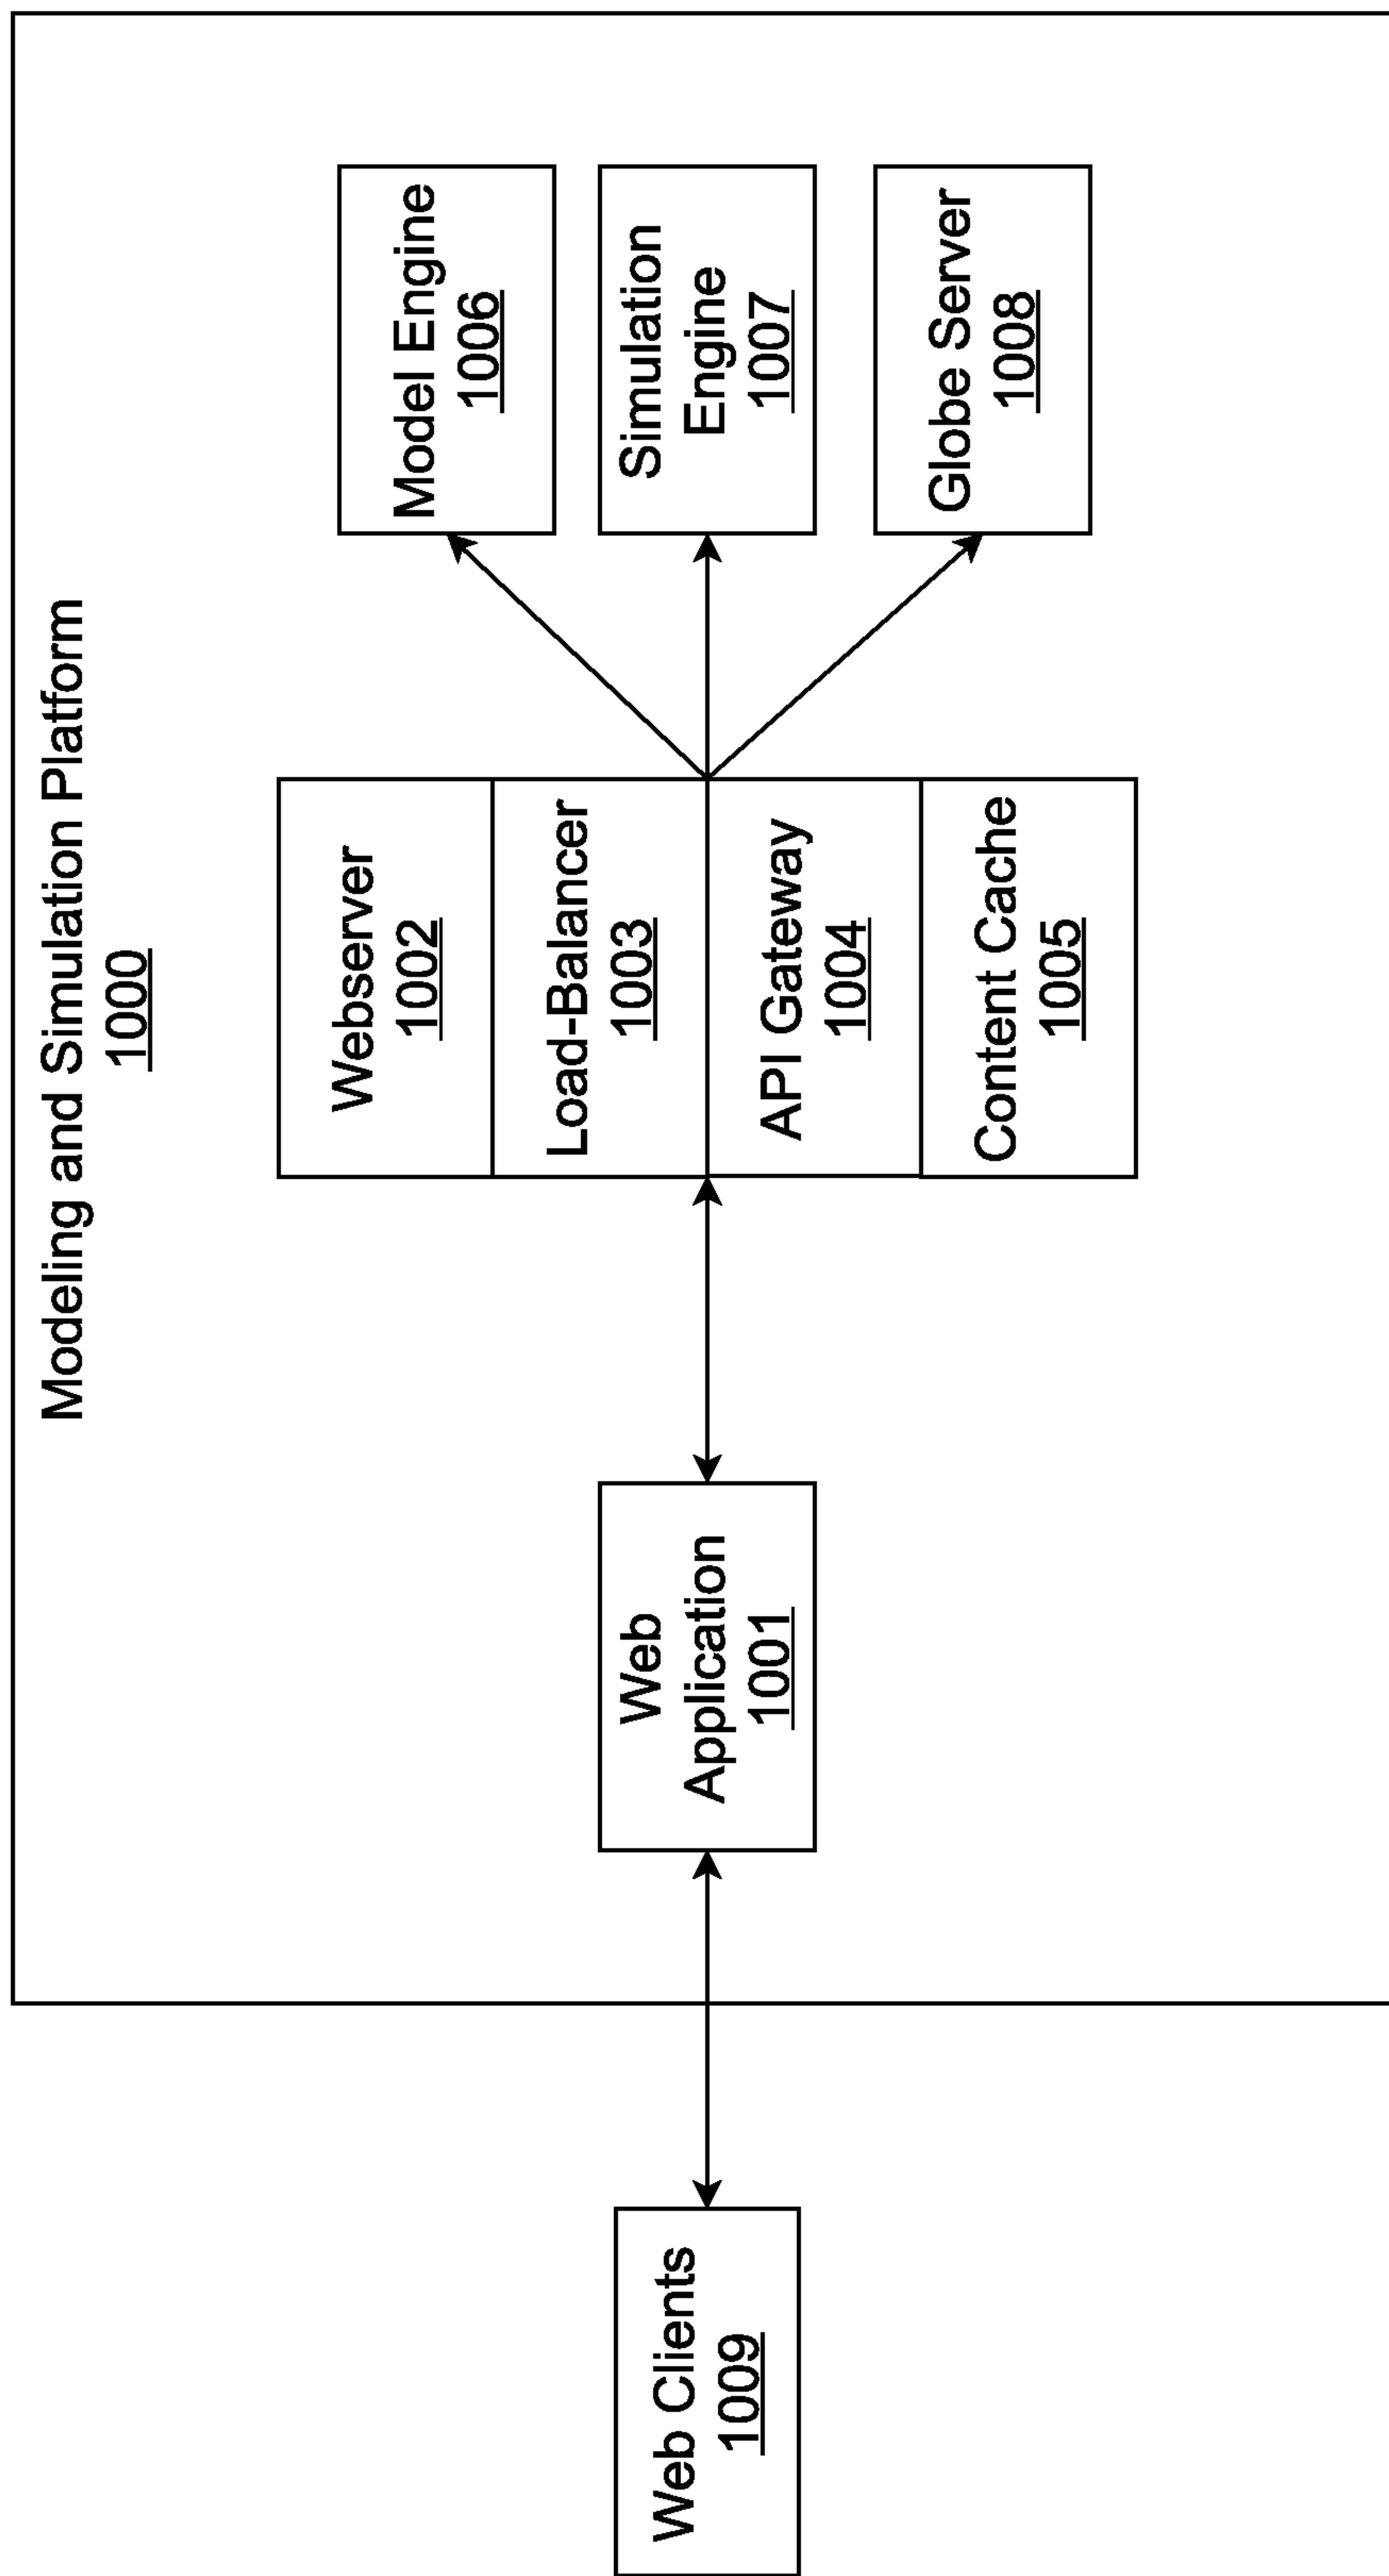 Modeling and Simulation Platform
1000
Web Clients
1009
Web
Application
1001
Webserver
1002
Load-Balancer
1003
API Gateway
1004
Content Cache
1005
Model Engine
1006
Simulation
Engine
1007
Globe Server
1008